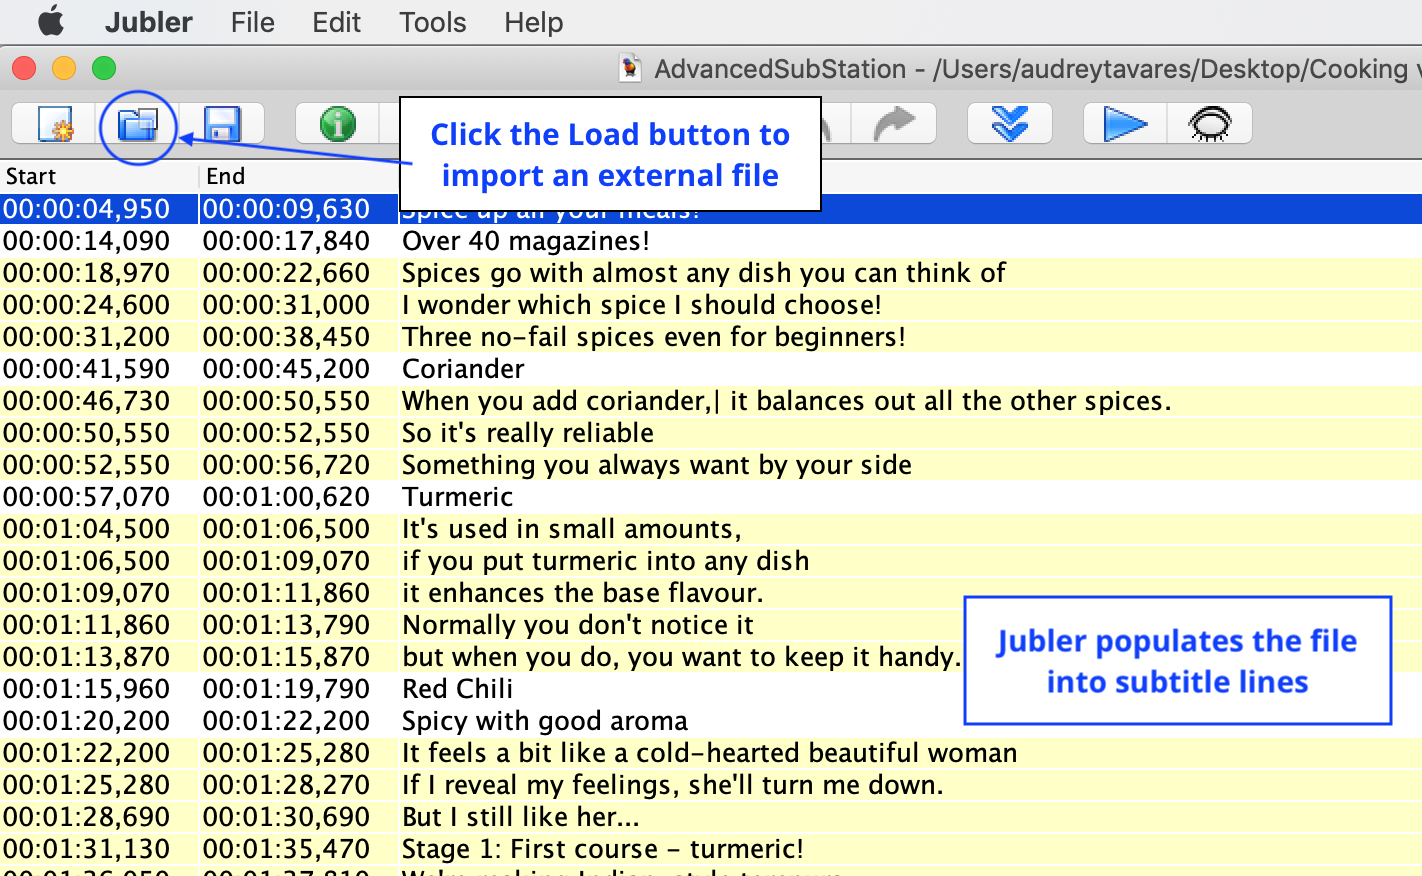 Jubler File Edit Tools Help
AdvancedSubStation - /Users/audreytavares/Desktop/Cooking
Click the Load button to
import an external file
Start End
00:00:04,950 00:00:09,630 Spice up all your meals!
00:00:14,090 00:00:17,840 Over 40 magazines!
00:00:18,970 00:00:22,660 Spices go with almost any dish you can think of
00:00:24,600 00:00:31,000 I wonder which spice I should choose!
00:00:31,200 00:00:38,450 Three no-fail spices even for beginners!
00:00:41,590 00:00:45,200 Coriander
00:00:46,730 00:00:50,550 When you add coriander,| it balances out all the other spices.
00:00:50,550 00:00:52,550 So it's really reliable
00:00:52,550 00:00:56,720 Something you always want by your side
00:00:57,070 00:01:00,620 Turmeric
00:01:04,500 00:01:06,500 It's used in small amounts,
00:01:06,500 00:01:09,070 if you put turmeric into any dish
00:01:09,070 00:01:11,860 it enhances the base flavour.
00:01:11,860 00:01:13,790 Normally you don't notice it
00:01:13,870 00:01:15,870 but when you do, you want to keep it handy.
Jubler populates the file
into subtitle lines
00:01:15,960 00:01:19,790 Red Chili
00:01:20,200 00:01:22,200 Spicy with good aroma
00:01:22,200 00:01:25,280 It feels a bit like a cold-hearted beautiful woman
00:01:25,280 00:01:28,270 If I reveal my feelings, she'll turn me down.
00:01:28,690 00:01:30,690 But I still like her...
00:01:31,130 00:01:35,470 Stage 1: First course - turmeric!